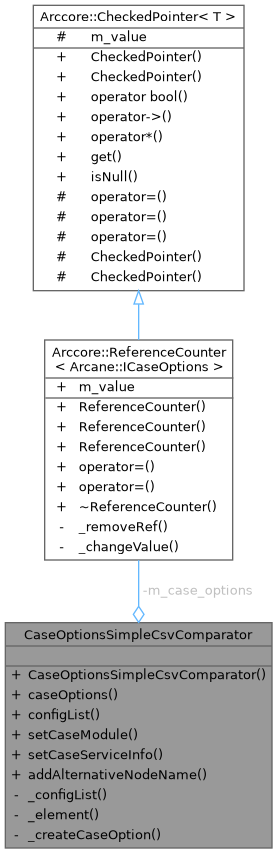 Arccore::CheckedPointer< T >
# m_value
+ CheckedPointer()
+ CheckedPointer()
+ operator bool()
+ operator->()
+ operator*()
+ get()
+ isNull()
# operator=()
# operator=()
# operator=()
# CheckedPointer()
# CheckedPointer()
Arccore::ReferenceCounter
< Arcane::ICaseOptions >
+ m_value
+ ReferenceCounter()
+ ReferenceCounter()
+ ReferenceCounter()
+ operator=()
+ operator=()
+ ~ReferenceCounter()
- _removeRef()
- _changeValue()
-m_case_options
CaseOptionsSimpleCsvComparator
+ CaseOptionsSimpleCsvComparator()
+ caseOptions()
+ configList()
+ setCaseModule()
+ setCaseServiceInfo()
+ addAlternativeNodeName()
- _configList()
- _element()
- _createCaseOption()